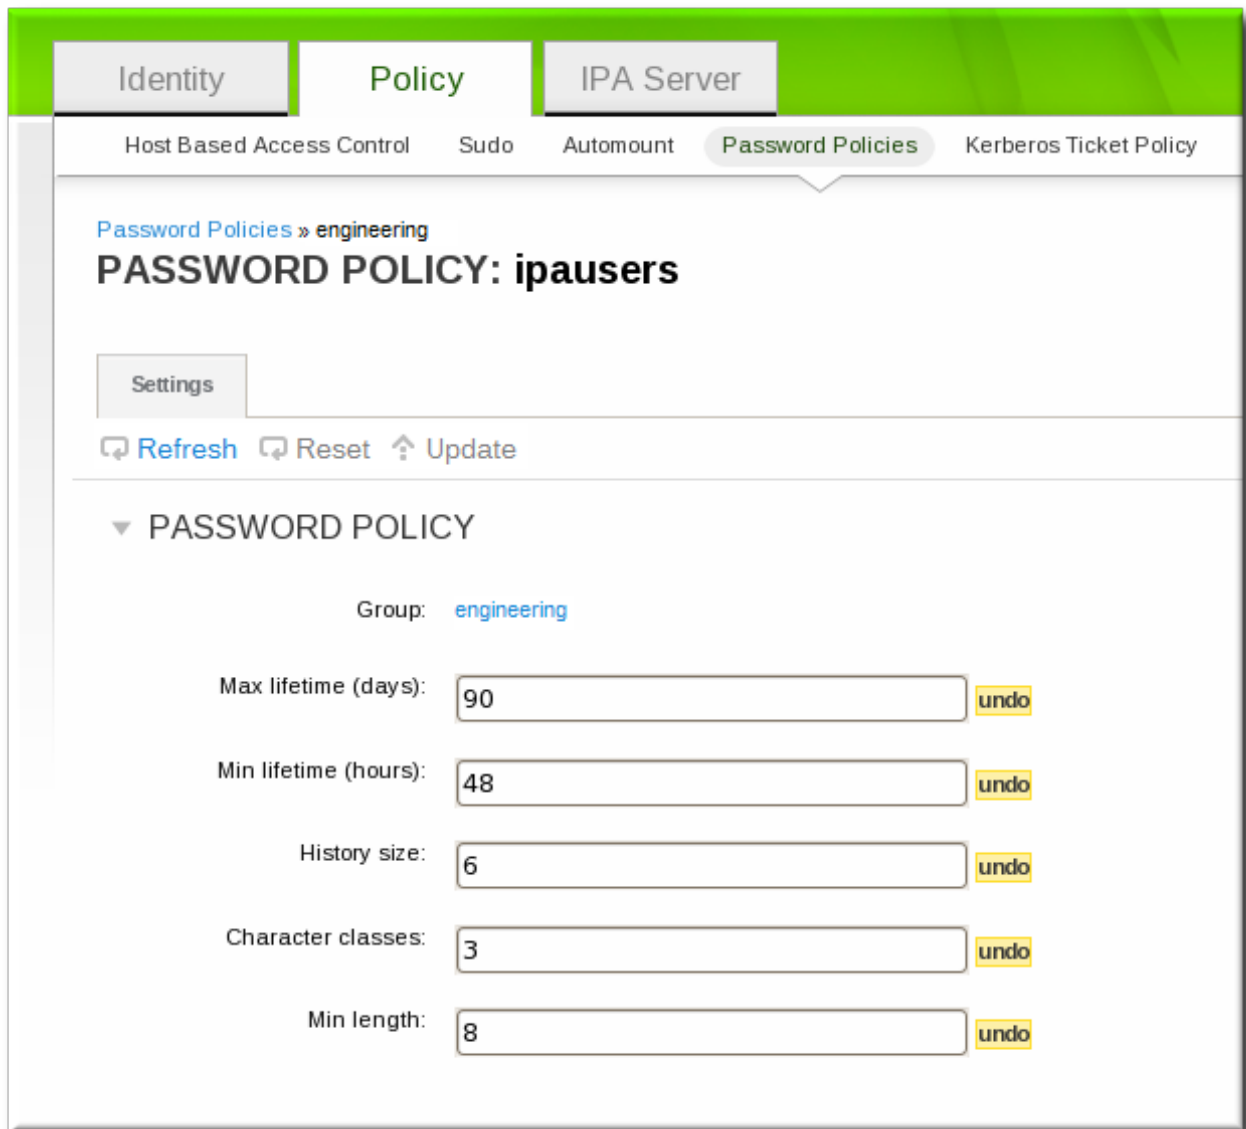 Identity Policy IPA Server
Host Based Access Control Sudo Automount Password Policies Kerberos Ticket Policy
Password Policies » engineering
PASSWORD POLICY: ipausers
Settings
Refresh Reset Update
PASSWORD POLICY
Group: engineering
Max lifetime (days): 90 undo
Min lifetime (hours): 48 undo
History size: 6 undo
Character classes: 3 undo
Min length: 8 undo